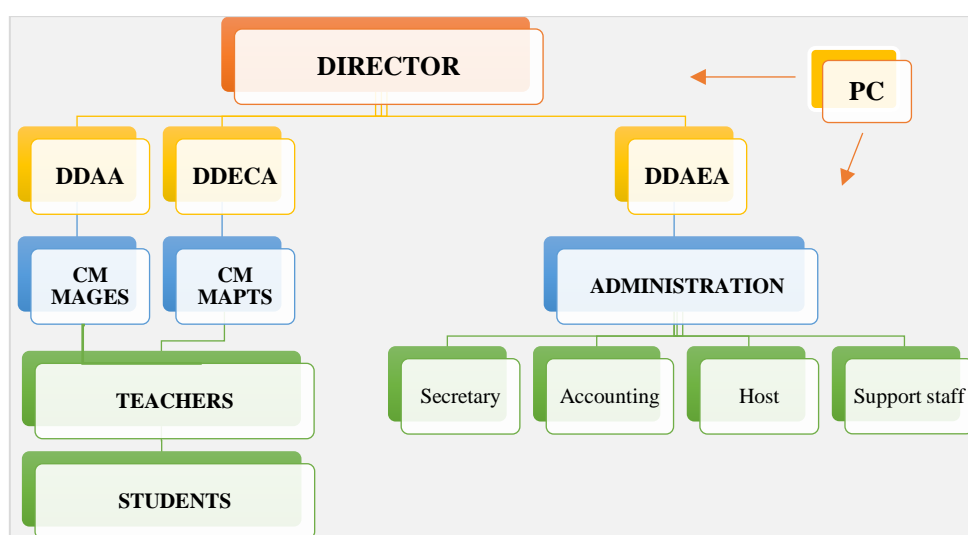 DIRECTOR
PC
DDAA
DDECA
DDAEA
CM
MAGES
CM
MAPTS
ADMINISTRATION
TEACHERS
Secretary
Accounting
Host
Support staff
STUDENTS